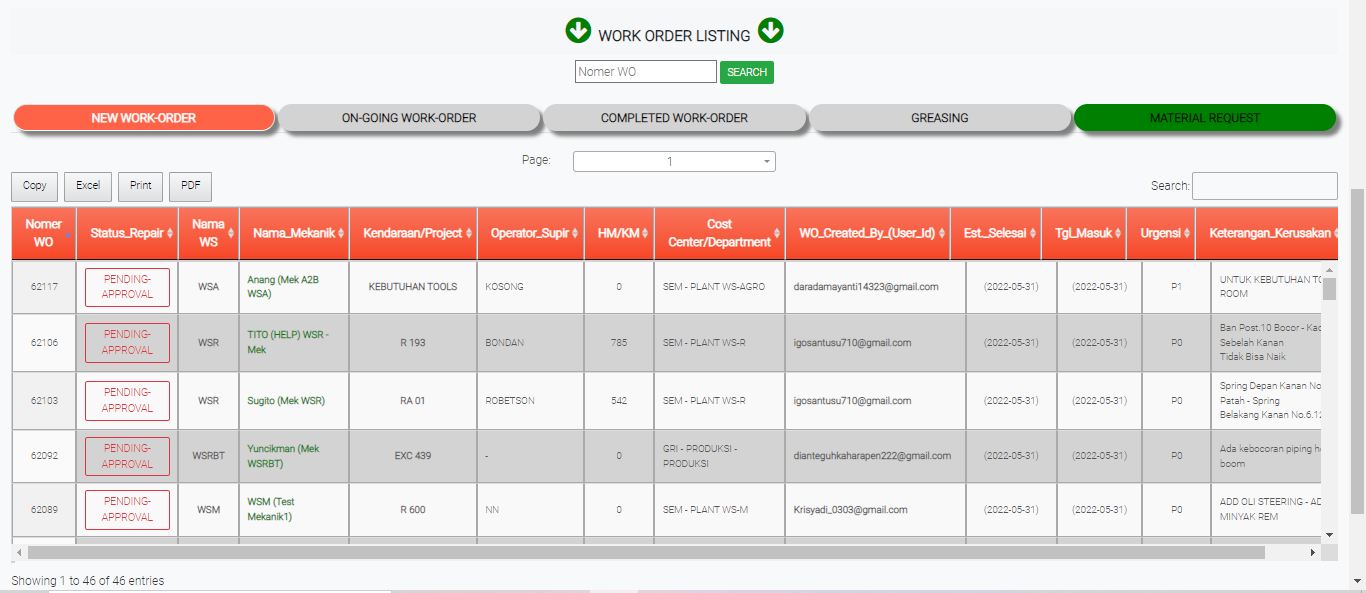 WORK ORDER LISTING
Nomer WO SEARCH
NEW WORK-ORDER ON-GOING WORK-ORDER COMPLETED WORK-ORDER GREASING MATERIAL REQUEST
Page: 1
Copy Excel Print PDF Search:
Nomer WO Status_Repair Nama WS Nama_Mekanik Kendaraan/Project Operator_Supir HM/KM Cost Center/Department WO_Created_By_(User_Id) Est_Selesai Tgl_Masuk Urgensi Keterangan_Kerusakan
62117 PENDING-APPROVAL WSA Anang (Mek A2B WSA) KEBUTUHAN TOOLS KOSONG 0 SEM - PLANT WS-AGRO daradamayanti14323@gmail.com (2022-05-31) (2022-05-31) P1 UNTUK KEBUTUHAN TO ROOM
62106 PENDING-APPROVAL WSR TITO (HELP) WSR - Mek R 193 BONDAN 785 SEM - PLANT WS-R igosantusu710@gmail.com (2022-05-31) (2022-05-31) P0 Ban Post.10 Bocor - Kac Sebelah Kanan Tidak Bisa Naik
62103 PENDING-APPROVAL WSR Sugito (Mek WSR) RA 01 ROBETSON 542 SEM - PLANT WS-R igosantusu710@gmail.com (2022-05-31) (2022-05-31) P0 Spring Depan Kanan No Patah - Spring Belakang Kanan No.6.12
62092 PENDING-APPROVAL WSRBT Yuncikman (Mek WSRBT) EXC 439 - 0 GRI - PRODUKSI - PRODUKSI dianteguhkaharapen222@gmail.com (2022-05-31) (2022-05-31) P0 Ada kebocoran piping boom
62089 PENDING-APPROVAL WSM WSM (Test Mekanik1) R 600 NN 0 SEM - PLANT WS-M Krisyadi_0303@gmail.com (2022-05-31) (2022-05-31) P0 ADD OLI STEERING - AD MINYAK REM
Showing 1 to 46 of 46 entries